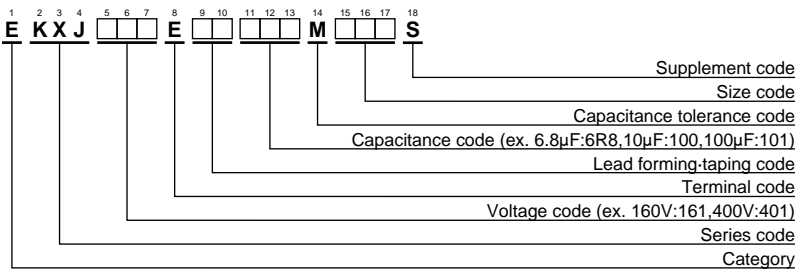 1 2 3 4 5 6 7 8 9 10 11 12 13 14 15 16 17 18
E KXJ E M S
Supplement code
Size code
Capacitance tolerance code
Capacitance code (ex. 6.8µF:6R8,10µF:100,100µF:101)
Lead forming·taping code
Terminal code
Voltage code (ex. 160V:161,400V:401)
Series code
Category